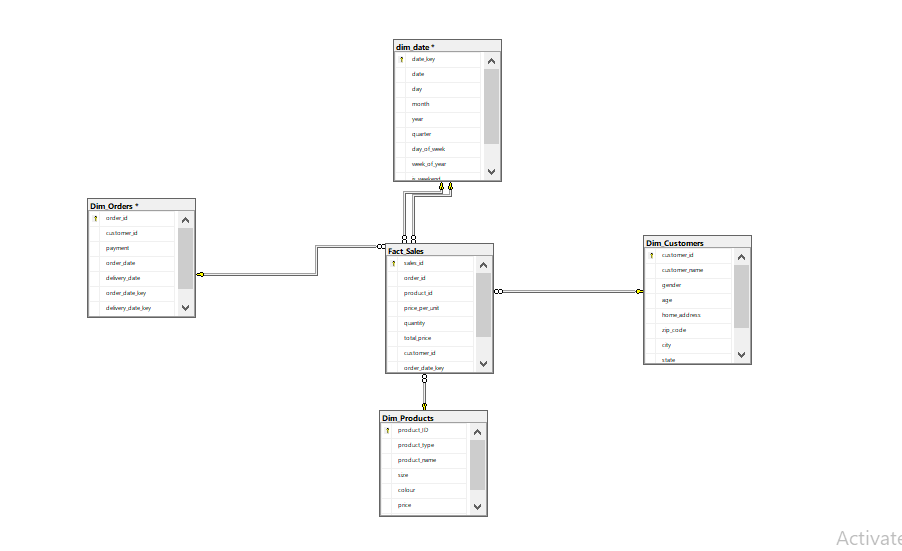 dim_date *
date_key
date
day
month
year
quarter
day_of_week
week_of_year
is_weekend
Dim_Orders *
order_id
customer_id
payment
order_date
delivery_date
order_date_key
delivery_date_key
Fact_Sales
sales_id
order_id
product_id
price_per_unit
quantity
total_price
customer_id
order_date_key
Dim_Customers
customer_id
customer_name
gender
age
home_address
zip_code
city
state
Dim_Products
product_ID
product_type
product_name
size
colour
price
Activate